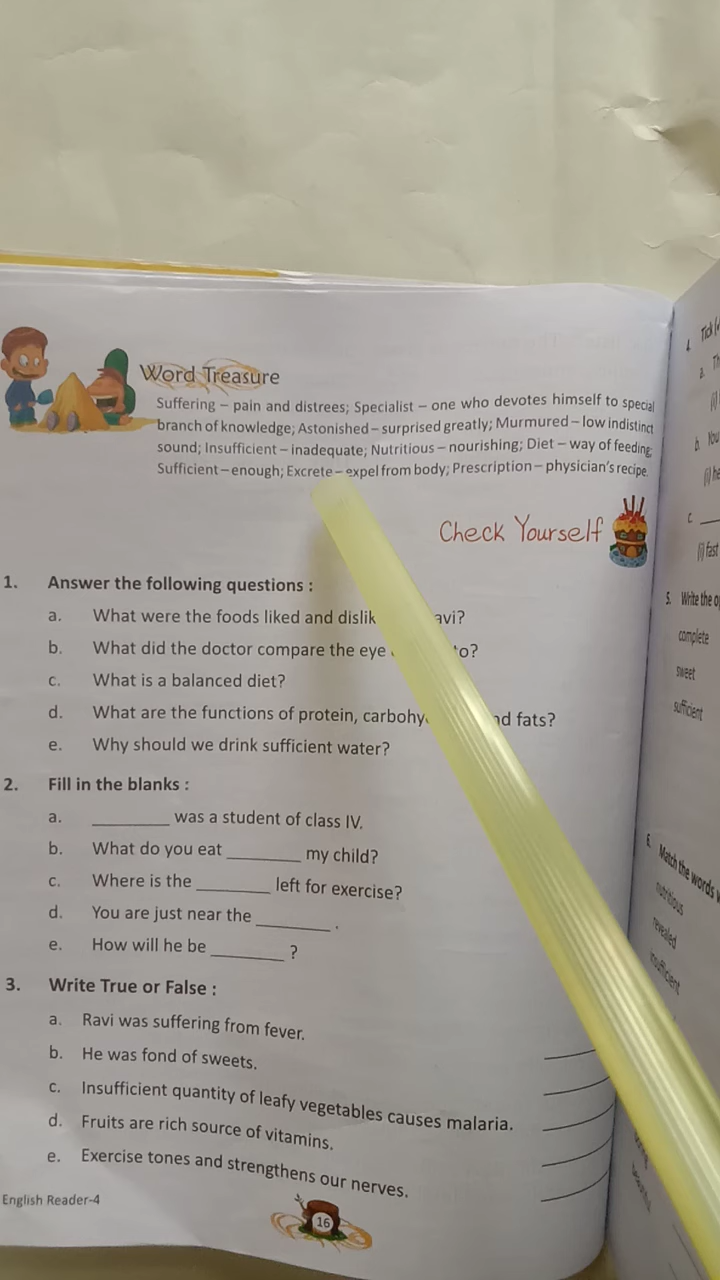 Word Treasure
Suffering – pain and distrees; Specialist – one who devotes himself to special
branch of knowledge; Astonished – surprised greatly; Murmured – low indistinct
sound; Insufficient – inadequate; Nutritious – nourishing; Diet – way of feeding;
Sufficient – enough; Excrete – expel from body; Prescription – physician's recipe.
Check Yourself
1. Answer the following questions :
a. What were the foods liked and avi?
b. What did the doctor compare the eye to?
c. What is a balanced diet?
d. What are the functions of protein, fats?
e. Why should we drink sufficient water?
2. Fill in the blanks :
a. ________ was a student of class IV.
b. What do you eat ________ my child?
c. Where is the ________ left for exercise?
d. You are just near the ________ .
e. How will he be ________ ?
3. Write True or False :
a. Ravi was suffering from fever.
b. He was fond of sweets.
c. Insufficient quantity of leafy vegetables causes malaria.
d. Fruits are rich source of vitamins.
e. Exercise tones and strengthens our nerves.
English Reader-4
16
4. Tick
a.
(i)
b. You
(i) he
c.
(i) fast
5. Write the
complete
sweet
sufficient
6. Match the words
nutritious
revealed
insufficient